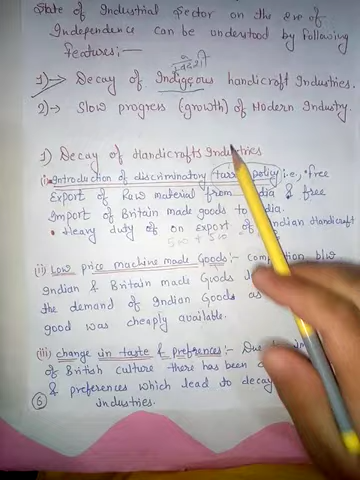 State of Industrial Sector on the eve of
Independence can be understood by following
features:—
स्वदेशी
1) Decay of Indigeous handicraft Industries.
2) Slow progress (growth) of Modern Industry.
1) Decay of Handicrafts Industries
(i) Introduction of discriminatory (tarrif policy) i.e., free
Export of Raw material from India & free
Import of Britain made goods to India.
• Heavy duty of on export of Indian Handicraft
500 + 500
(ii) Low price machine made Goods:- b/w
Indian & Britain made Goods
the demand of Indian Goods as
good was cheaply available.
(iii) change in taste & preferences:- Due
of British culture there has been
& preferences which lead to decay
industries.
6